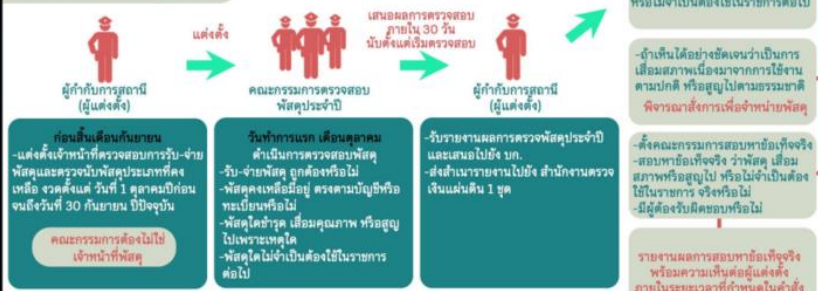 แต่งตั้ง
เสนอผลการตรวจสอบ
ภายใน 30 วัน
นับตั้งแต่เริ่มตรวจสอบ
ผู้กำกับการสถานี
(ผู้แต่งตั้ง)
คณะกรรมการตรวจสอบ
พัสดุประจำปี
ผู้กำกับการสถานี
(ผู้แต่งตั้ง)
ก่อนสิ้นเดือนกันยายน
-แต่งตั้งเจ้าหน้าที่ตรวจสอบการรับ-จ่าย
พัสดุและตรวจนับพัสดุประเภทที่คง
เหลือ งวดตั้งแต่ วันที่ 1 ตุลาคมปีก่อน
จนถึงวันที่ 30 กันยายน ปีปัจจุบัน
คณะกรรมการต้องไม่ใช่
เจ้าหน้าที่พัสดุ
วันทำการแรก เดือนตุลาคม
ดำเนินการตรวจสอบพัสดุ
-รับ-จ่ายพัสดุ ถูกต้องหรือไม่
-พัสดุคงเหลือมีอยู่ ตรงตามบัญชีหรือ
ทะเบียนหรือไม่
-พัสดุใดชำรุด เสื่อมคุณภาพ หรือสูญ
ไปเพราะเหตุใด
-พัสดุใดไม่จำเป็นต้องใช้ในราชการ
ต่อไป
-รับรายงานผลการตรวจพัสดุประจำปี
และเสนอไปยัง บก.
-ส่งสำเนารายงานไปยัง สำนักงานตรวจ
เงินแผ่นดิน 1 ชุด
หรือไม่จำเป็นต้องใช้ในราชการต่อไป
-ถ้าเห็นได้อย่างชัดเจนว่าเป็นการ
เสื่อมสภาพเนื่องมาจากการใช้งาน
ตามปกติ หรือสูญไปตามธรรมชาติ
พิจารณาสั่งการเพื่อจำหน่ายพัสดุ
-ตั้งคณะกรรมการสอบหาข้อเท็จจริง
-สอบหาข้อเท็จจริง ว่าพัสดุ เสื่อม
สภาพหรือสูญไป หรือไม่จำเป็นต้อง
ใช้ในราชการ จริงหรือไม่
-มีผู้ต้องรับผิดชอบหรือไม่
รายงานผลการสอบหาข้อเท็จจริง
พร้อมความเห็นต่อผู้แต่งตั้ง
ภายในระยะเวลาที่กำหนดในคำสั่ง